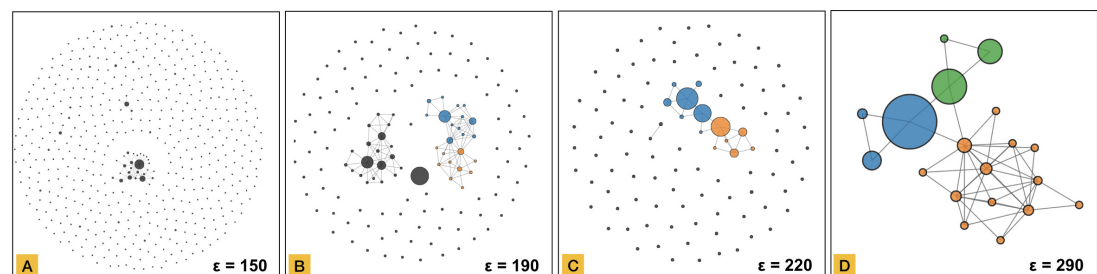 A
ε = 150
B
ε = 190
C
ε = 220
D
ε = 290